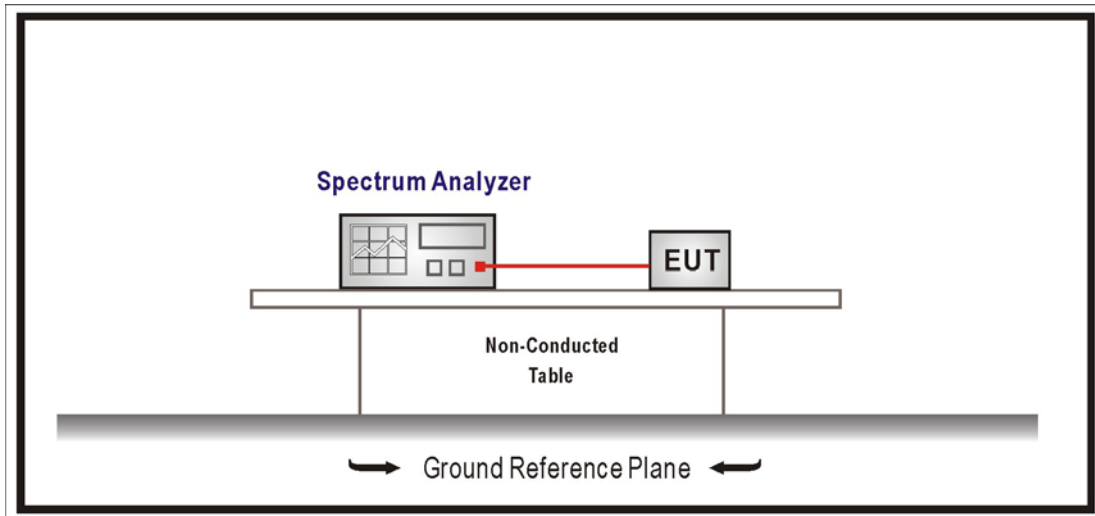 Spectrum Analyzer
EUT
Non-Conducted
Table
Ground Reference Plane